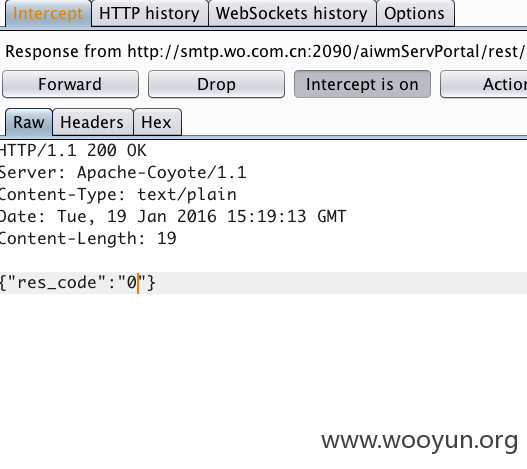 Intercept HTTP history WebSockets history Options
Response from http://smtp.wo.com.cn:2090/aiwmServPortal/rest/
Forward Drop Intercept is on Action
Raw Headers Hex
HTTP/1.1 200 OK
Server: Apache-Coyote/1.1
Content-Type: text/plain
Date: Tue, 19 Jan 2016 15:19:13 GMT
Content-Length: 19
{"res_code":"0"}
www.wooyun.org